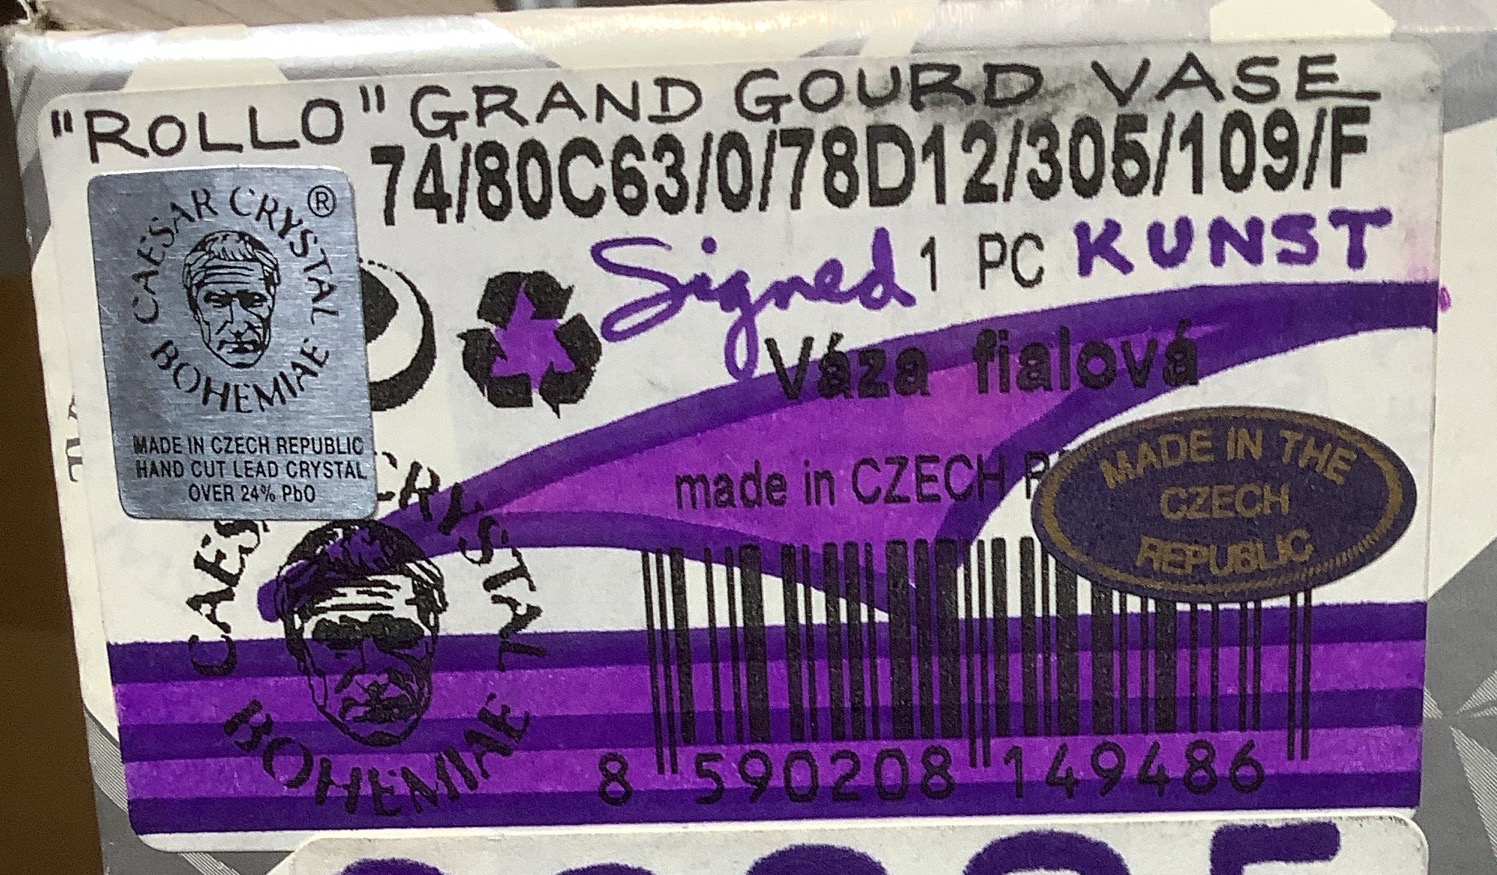 "ROLLO" GRAND GOURD VASE
74/80C63/0/78D12/305/109/F
Signed 1 PC KUNST
CAESAR CRYSTAL ®
BOHEMIAE
MADE IN CZECH REPUBLIC
HAND CUT LEAD CRYSTAL
OVER 24% PbO
Váza fialová
made in CZECH
MADE IN THE
CZECH
REPUBLIC
CRYSTAL
BOHEMIAE
8 590208 149486